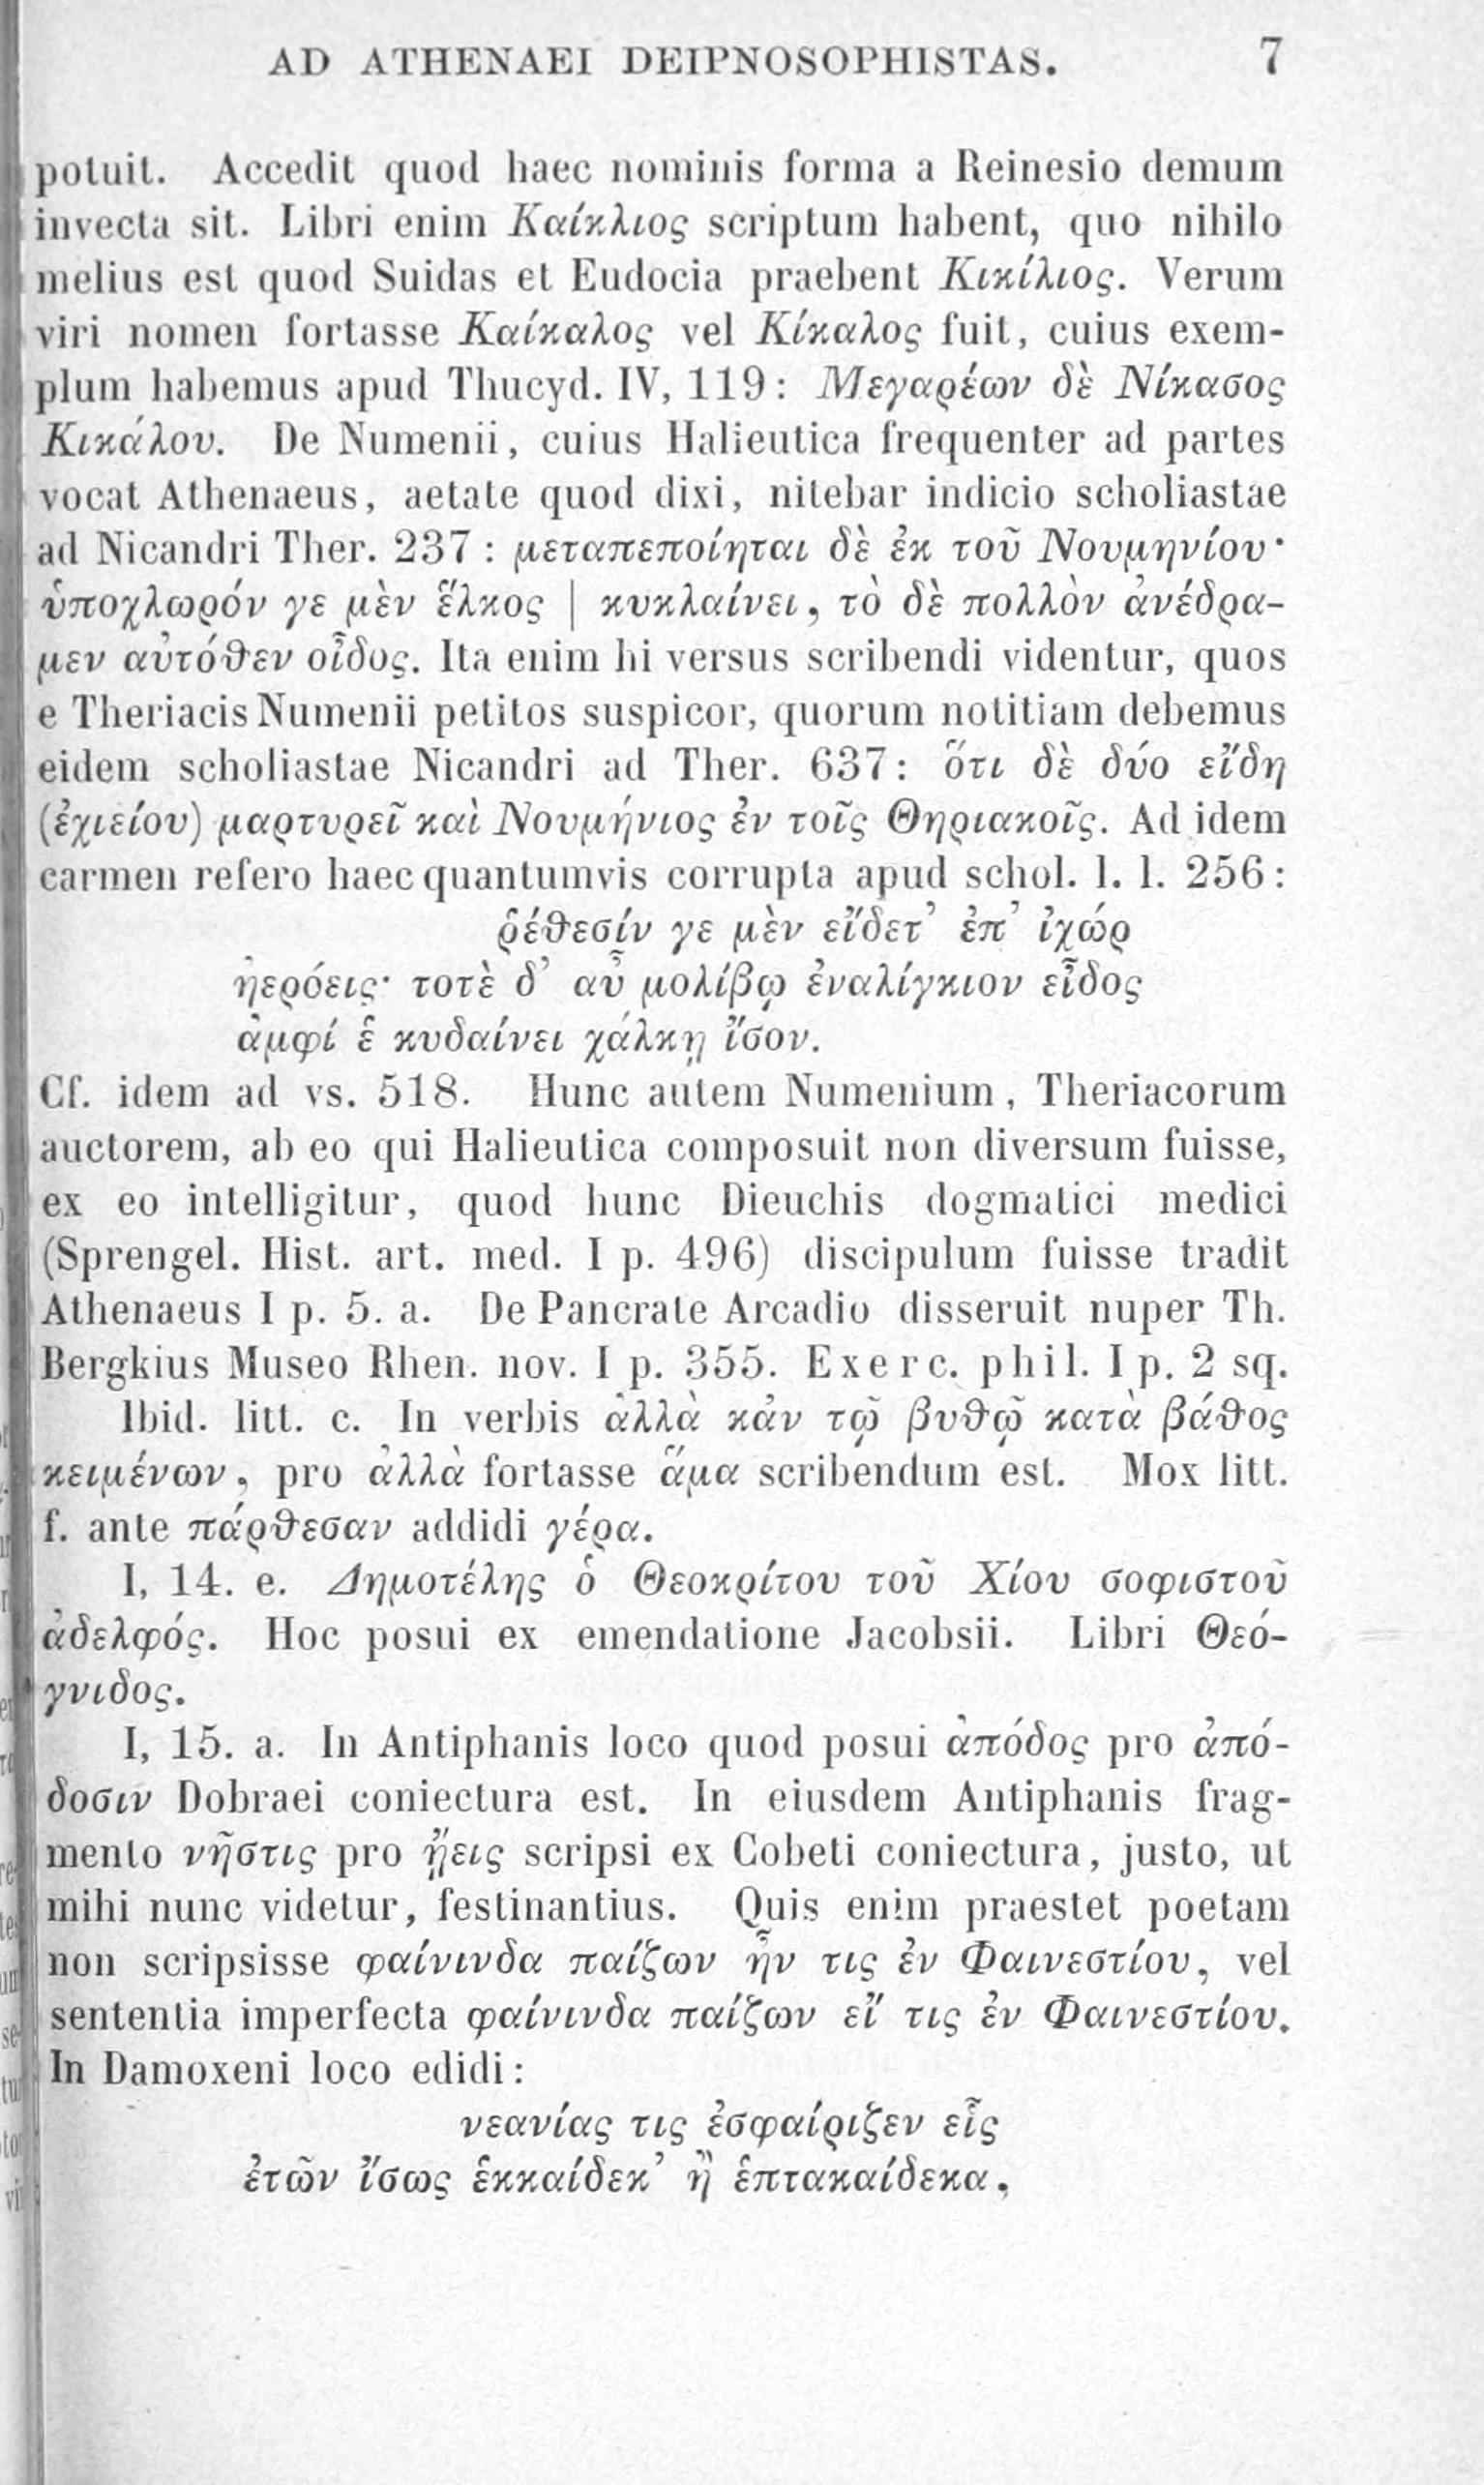 AD ATHENAEI DEIPNOSOPHISTAS. 7
potuit. Accedit quod haec nominis forma a Reinesio demum
invecta sit. Libri enim Καίκλιος scriptum habent, quo nihilo
melius est quod Suidas et Eudocia praebent Κικίλιος. Verum
viri nomen fortasse Καίκαλος vel Κίκαλος fuit, cuius exem-
plum habemus apud Thucyd. IV, 119: Μεγαρέων δὲ Νίκασος
Κικάλου. De Numenii, cuius Halieutica frequenter ad partes
vocat Athenaeus, aetate quod dixi, nitebar indicio scholiastae
ad Nicandri Ther. 237: μεταπεποίηται δὲ ἐκ τοῦ Νουμηνίου·
ὑποχλωρόν γε μὲν ἕλκος | κυκλαίνει, τὸ δὲ πολλὸν ἀνέδρα-
μεν αὐτόθεν οἶδος. Ita enim hi versus scribendi videntur, quos
e Theriacis Numenii petitos suspicor, quorum notitiam debemus
eidem scholiastae Nicandri ad Ther. 637: ὅτι δὲ δύο εἴδη
(ἐχιείου) μαρτυρεῖ καὶ Νουμήνιος ἐν τοῖς Θηριακοῖς. Ad idem
carmen refero haec quantumvis corrupta apud schol. l. l. 256:
ῥέθεσίν γε μὲν εἴδετ’ ἐπ’ ἰχώρ
ἠερόεις· τοτὲ δ’ αὖ μολίβῳ ἐναλίγκιον εἶδος
ἀμφί ἑ κυδαίνει χάλκῃ ἴσον.
Cf. idem ad vs. 518. Hunc autem Numenium, Theriacorum
auctorem, ab eo qui Halieutica composuit non diversum fuisse,
ex eo intelligitur, quod hunc Dieuchis dogmatici medici
(Sprengel. Hist. art. med. I p. 496) discipulum fuisse tradit
Athenaeus I p. 5. a. De Pancrate Arcadio disseruit nuper Th.
Bergkius Museo Rhen. nov. I p. 355. Exerc. phil. I p. 2 sq.
Ibid. litt. c. In verbis ἀλλὰ κἀν τῷ βυθῷ κατὰ βάθος
κειμένων, pro ἀλλὰ fortasse ἅμα scribendum est. Mox litt.
f. ante πάρθεσαν addidi γέρα.
I, 14. e. Δημοτέλης ὁ Θεοκρίτου τοῦ Χίου σοφιστοῦ
ἀδελφός. Hoc posui ex emendatione Jacobsii. Libri Θεό-
γνιδος.
I, 15. a. In Antiphanis loco quod posui ἀπόδος pro ἀπό-
δοσιν Dobraei coniectura est. In eiusdem Antiphanis frag-
mento νῆστις pro ᾔεις scripsi ex Cobeti coniectura, justo, ut
mihi nunc videtur, festinantius. Quis enim praestet poetam
non scripsisse φαίνινδα παίζων ἦν τις ἐν Φαινεστίου, vel
sententia imperfecta φαίνινδα παίζων εἴ τις ἐν Φαινεστίου.
In Damoxeni loco edidi:
νεανίας τις ἐσφαίριζεν εἷς
ἐτῶν ἴσως ἑκκαίδεκ’ ἢ ἑπτακαίδεκα,